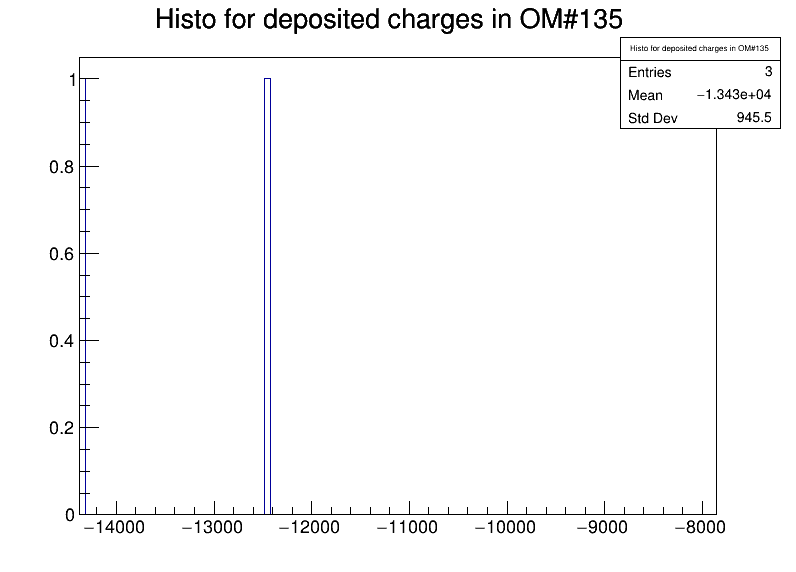 Histo for deposited charges in OM#135
Histo for deposited charges in OM#135
Entries 3
Mean −1.343e+04
Std Dev 945.5
1
0.8
0.6
0.4
0.2
0
−14000 −13000 −12000 −11000 −10000 −9000 −8000